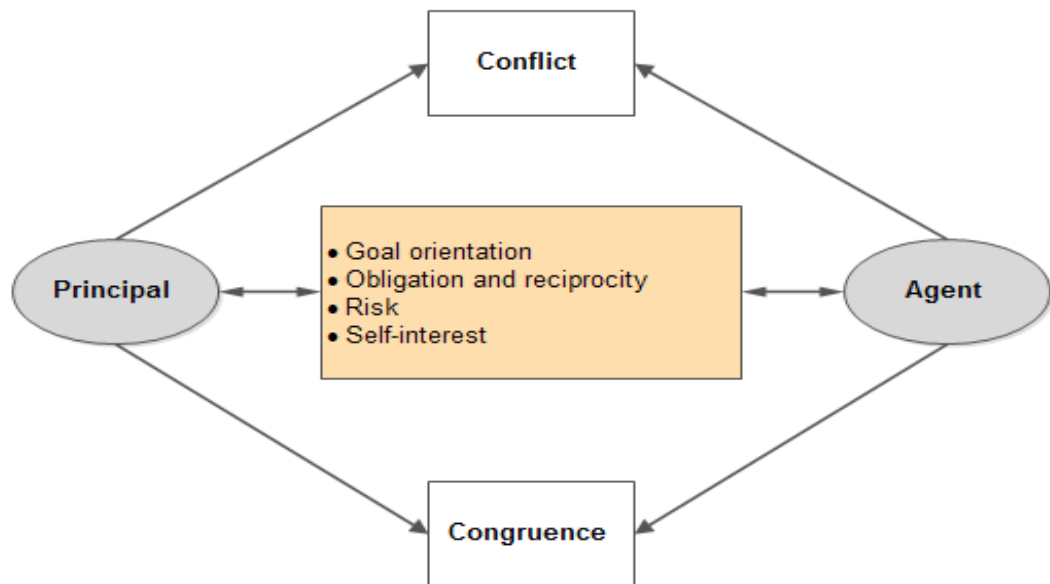 Conflict
Principal
• Goal orientation
• Obligation and reciprocity
• Risk
• Self-interest
Agent
Congruence